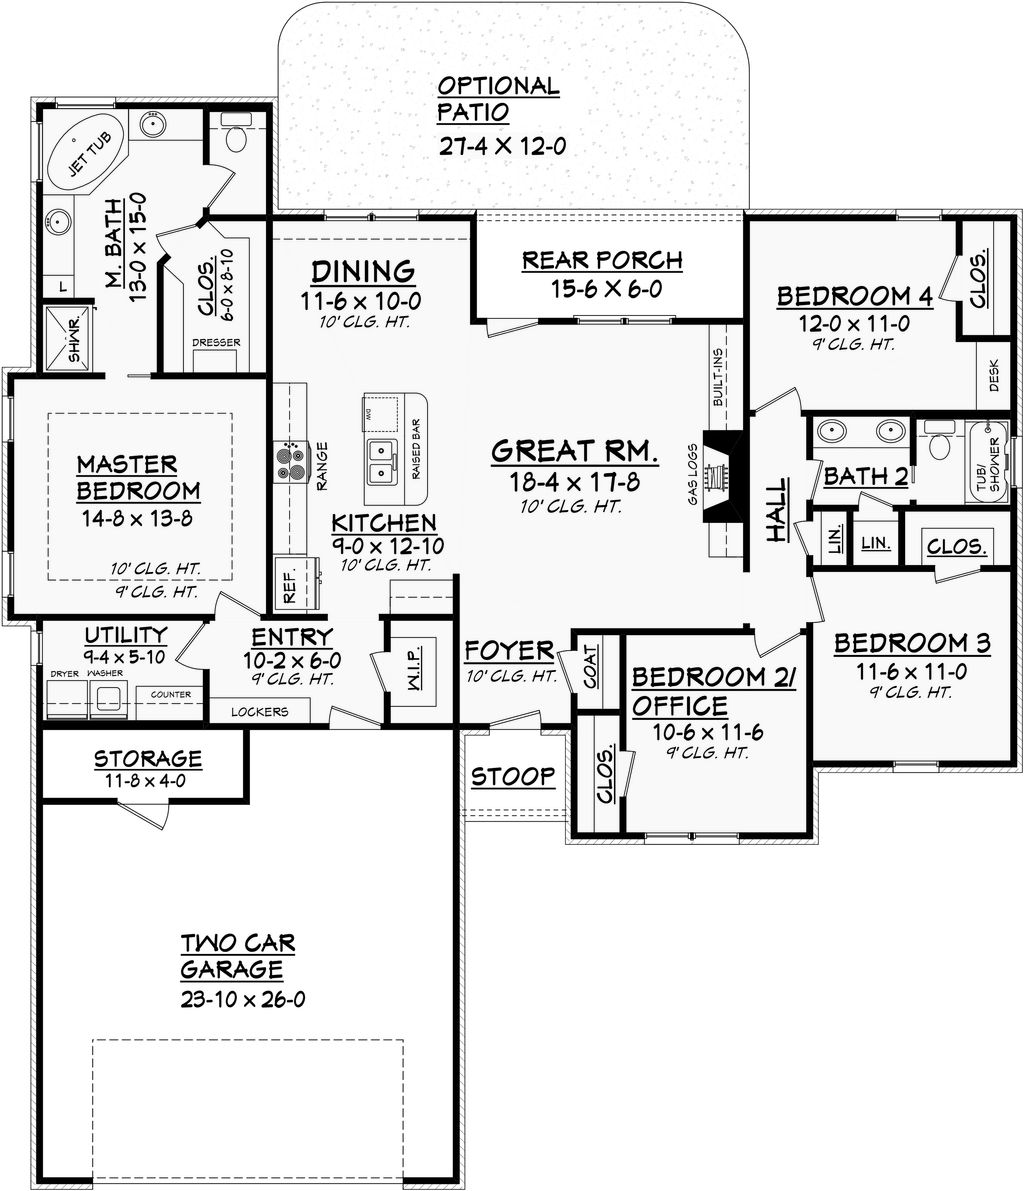 OPTIONAL
PATIO
27-4 X 12-0
JET TUB
M. BATH
13-0 x 15-0
L
SHWR.
CLOS.
6-0 x 8-10
DRESSER
DINING
11-6 x 10-0
10' CLG. HT.
REAR PORCH
15-6 X 6-0
BEDROOM 4
12-0 x 11-0
9' CLG. HT.
CLOS.
DESK
BUILT-INS
MASTER
BEDROOM
14-8 x 13-8
10' CLG. HT.
9' CLG. HT.
RANGE
D/W
RAISED BAR
KITCHEN
9-0 x 12-10
10' CLG. HT.
REF.
GREAT RM.
18-4 x 17-8
10' CLG. HT.
GAS LOGS
HALL
BATH 2
TUB/
SHOWER
LIN.
LIN.
CLOS.
UTILITY
9-4 x 5-10
DRYER
WASHER
COUNTER
ENTRY
10-2 x 6-0
9' CLG. HT.
LOCKERS
W.I.P.
FOYER
10' CLG. HT.
COAT
BEDROOM 2/
OFFICE
10-6 x 11-6
9' CLG. HT.
BEDROOM 3
11-6 x 11-0
9' CLG. HT.
STORAGE
11-8 x 4-0
STOOP
CLOS.
TWO CAR
GARAGE
23-10 x 26-0